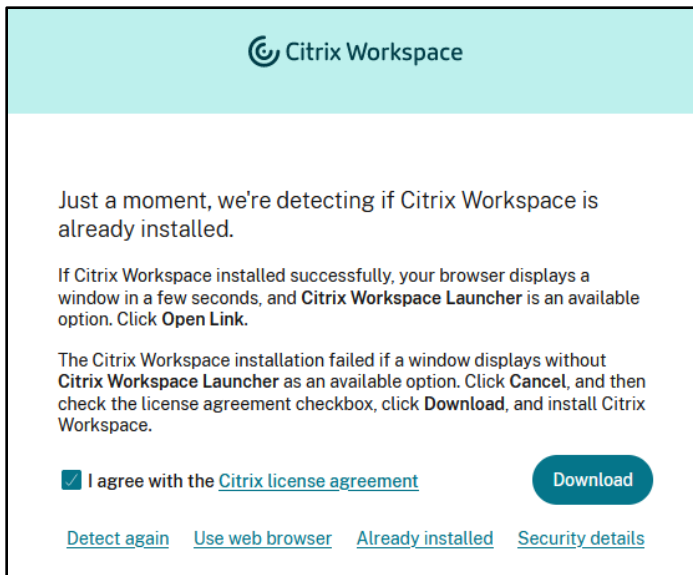 Citrix Workspace
Just a moment, we're detecting if Citrix Workspace is
already installed.
If Citrix Workspace installed successfully, your browser displays a
window in a few seconds, and Citrix Workspace Launcher is an available
option. Click Open Link.
The Citrix Workspace installation failed if a window displays without
Citrix Workspace Launcher as an available option. Click Cancel, and then
check the license agreement checkbox, click Download, and install Citrix
Workspace.
I agree with the Citrix license agreement Download
Detect again Use web browser Already installed Security details